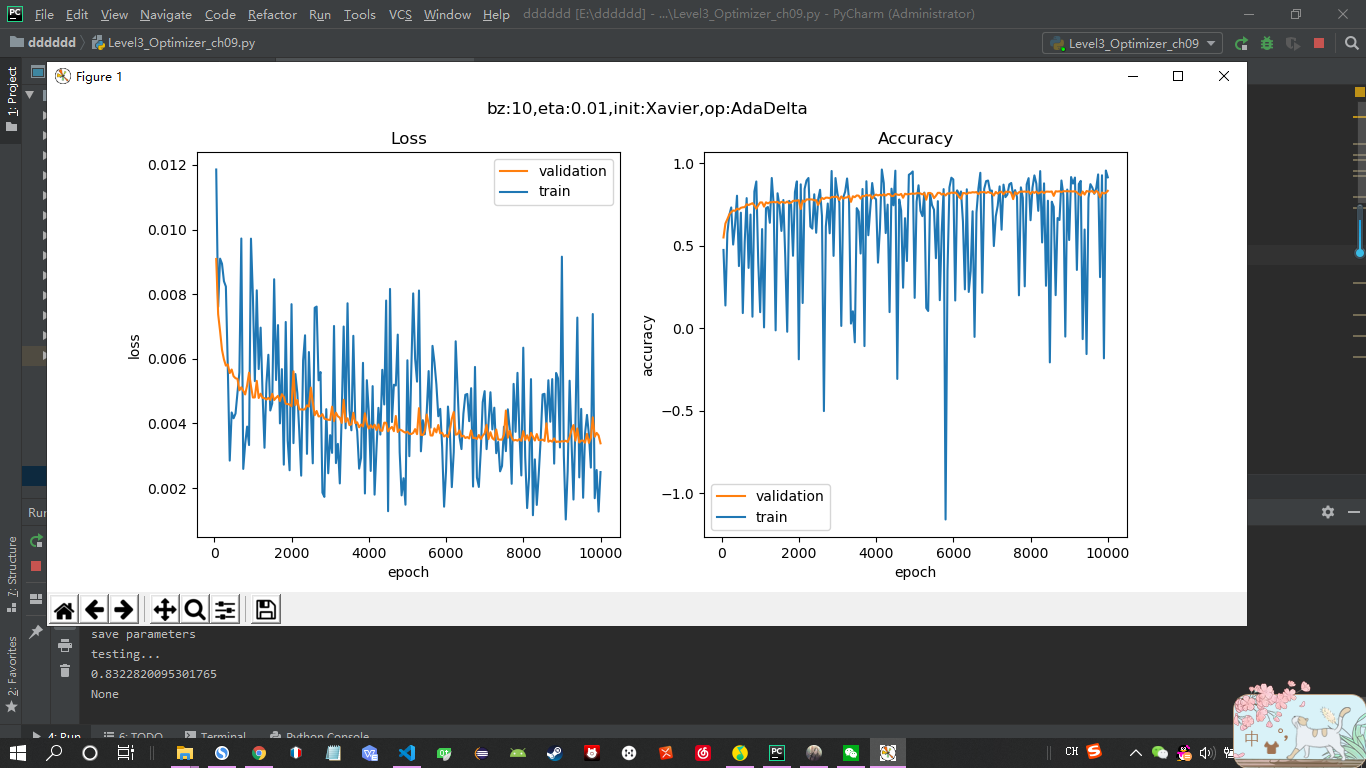 File Edit View Navigate Code Refactor Run Tools VCS Window Help dddddd [E:\dddddd] - ...\Level3_Optimizer_ch09.py - PyCharm (Administrator)
dddddd Level3_Optimizer_ch09.py Level3_Optimizer_ch09
1: Project
Figure 1
bz:10,eta:0.01,init:Xavier,op:AdaDelta
Loss
Accuracy
0.012
0.010
0.008
0.006
0.004
0.002
loss
validation
train
0 2000 4000 6000 8000 10000
epoch
1.0
0.5
0.0
−0.5
−1.0
accuracy
validation
train
0 2000 4000 6000 8000 10000
epoch
Run
7: Structure
2: Favorites
save parameters
testing...
0.8322820095301765
None
4: Run 6: TODO Terminal Python Console
CH
中